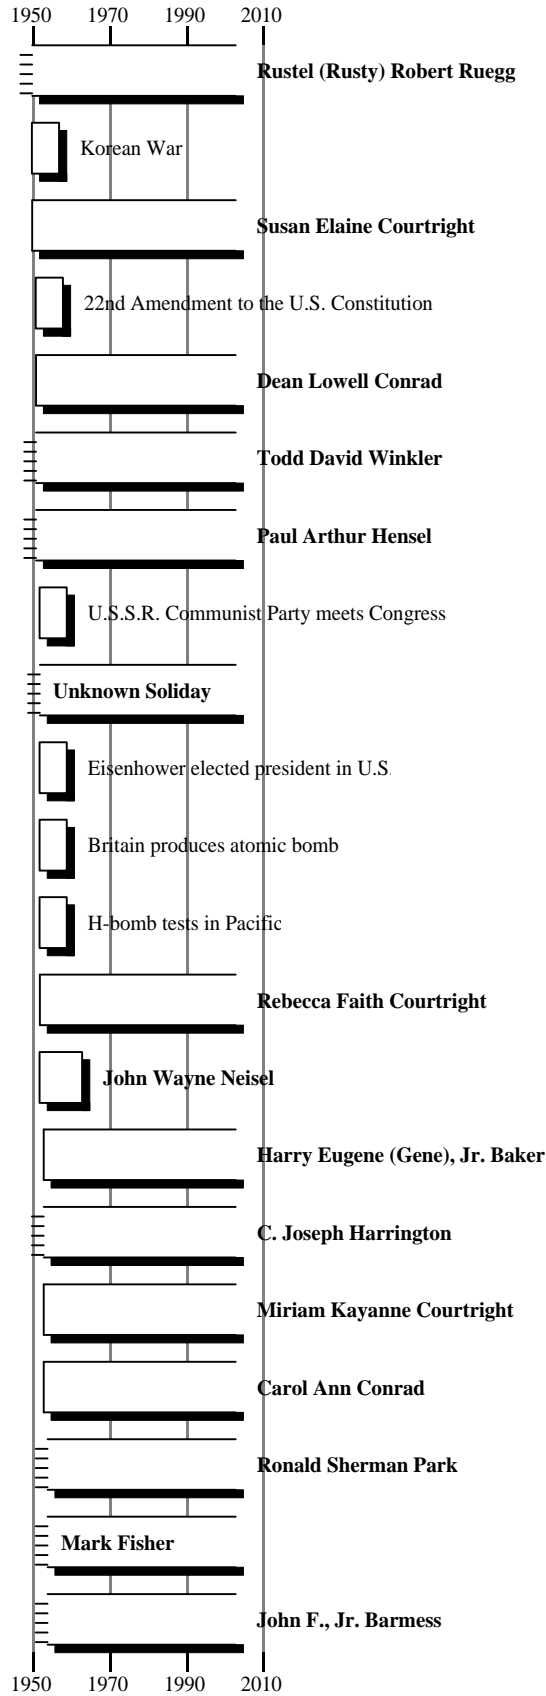 1950 1970 1990 2010
Rustel (Rusty) Robert Ruegg
Korean War
Susan Elaine Courtright
22nd Amendment to the U.S. Constitution
Dean Lowell Conrad
Todd David Winkler
Paul Arthur Hensel
U.S.S.R. Communist Party meets Congress
Unknown Soliday
Eisenhower elected president in U.S.
Britain produces atomic bomb
H-bomb tests in Pacific
Rebecca Faith Courtright
John Wayne Neisel
Harry Eugene (Gene), Jr. Baker
C. Joseph Harrington
Miriam Kayanne Courtright
Carol Ann Conrad
Ronald Sherman Park
Mark Fisher
John F., Jr. Barmess
1950 1970 1990 2010